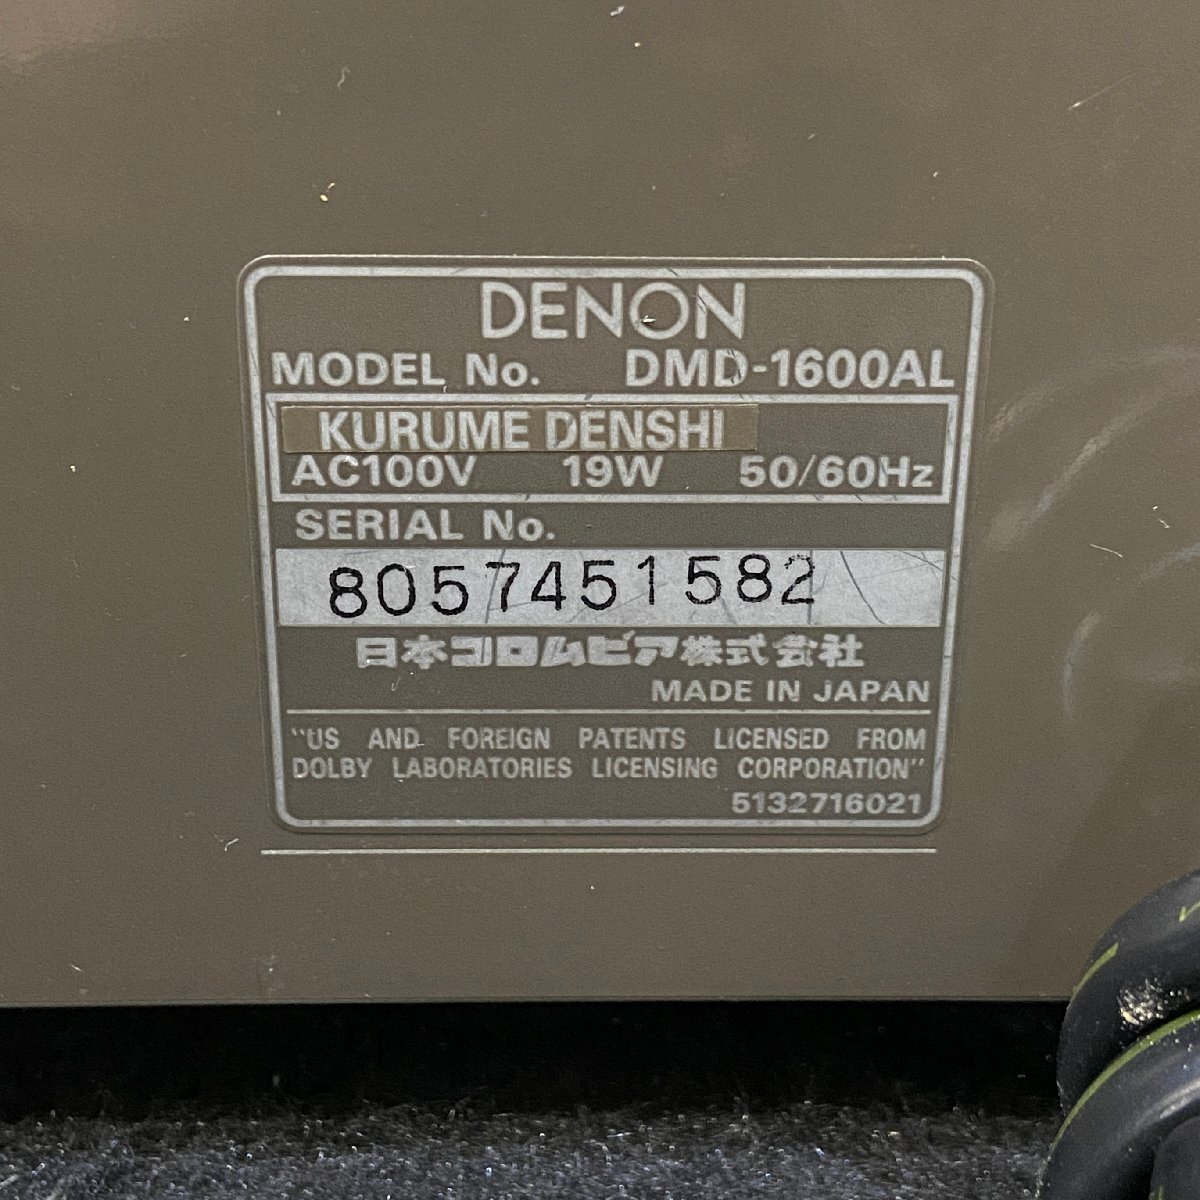 DENON
MODEL No. DMD-1600AL
KURUME DENSHI
AC100V 19W 50/60Hz
SERIAL No.
8057451582
日本コロムビア株式会社
MADE IN JAPAN
"US AND FOREIGN PATENTS LICENSED FROM
DOLBY LABORATORIES LICENSING CORPORATION"
5132716021